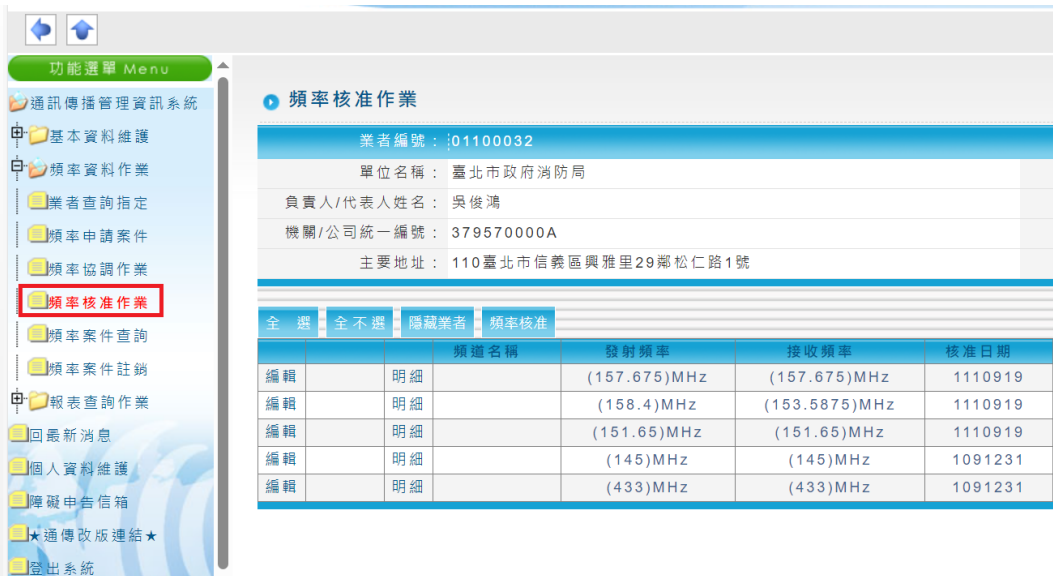 功能選單 Menu
通訊傳播管理資訊系統
基本資料維護
頻率資料作業
業者查詢指定
頻率申請案件
頻率協調作業
頻率核准作業
頻率案件查詢
頻率案件註銷
報表查詢作業
回最新消息
個人資料維護
障礙申告信箱
★通傳改版連結★
登出系統
頻率核准作業
業者編號： 01100032
單位名稱： 臺北市政府消防局
負責人/代表人姓名： 吳俊鴻
機關/公司統一編號： 379570000A
主要地址： 110臺北市信義區興雅里29鄰松仁路1號
全 選 全不選 隱藏業者 頻率核准
頻道名稱 發射頻率 接收頻率 核准日期
編輯 明細 (157.675)MHz (157.675)MHz 1110919
編輯 明細 (158.4)MHz (153.5875)MHz 1110919
編輯 明細 (151.65)MHz (151.65)MHz 1110919
編輯 明細 (145)MHz (145)MHz 1091231
編輯 明細 (433)MHz (433)MHz 1091231